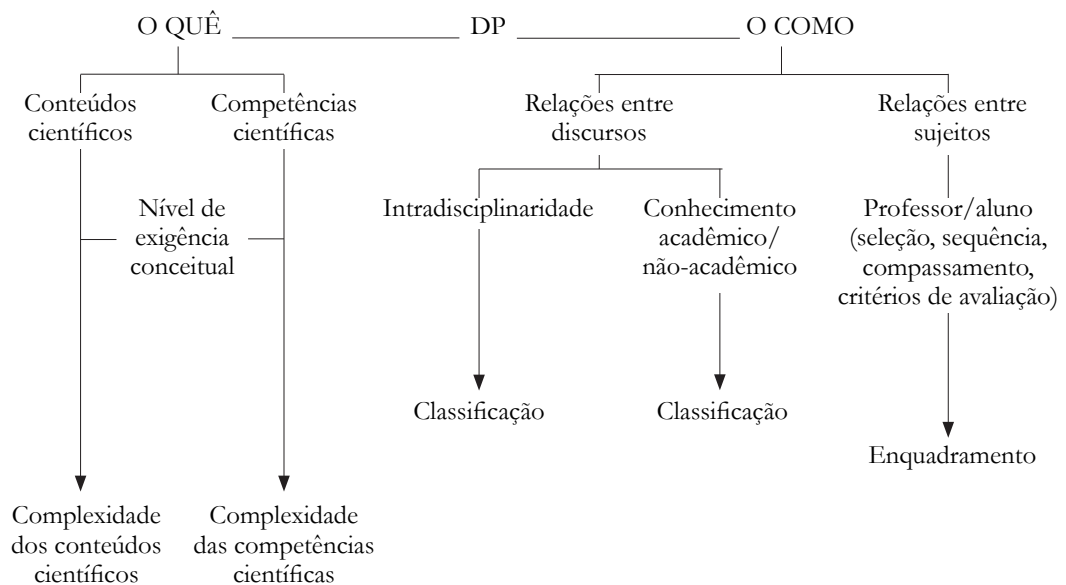 O QUÊ DP O COMO
Conteúdos
científicos
Competências
científicas
Relações entre
discursos
Relações entre
sujeitos
Nível de
exigência
conceitual
Intradisciplinaridade
Conhecimento
acadêmico/
não-acadêmico
Professor/aluno
(seleção, sequência,
compassamento,
critérios de avaliação)
Classificação
Classificação
Enquadramento
Complexidade
dos conteúdos
científicos
Complexidade
das competências
científicas